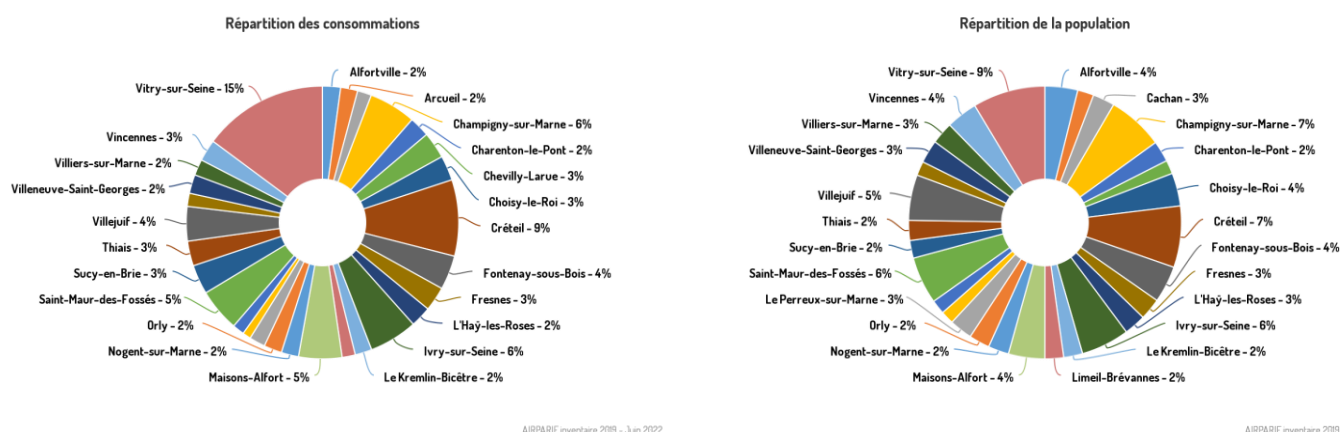 Répartition des consommations
Alfortville - 2%
Arcueil - 2%
Champigny-sur-Marne - 6%
Charenton-le-Pont - 2%
Chevilly-Larue - 3%
Choisy-le-Roi - 3%
Créteil - 9%
Fontenay-sous-Bois - 4%
Fresnes - 3%
L'Haÿ-les-Roses - 2%
Ivry-sur-Seine - 6%
Le Kremlin-Bicêtre - 2%
Maisons-Alfort - 5%
Nogent-sur-Marne - 2%
Orly - 2%
Saint-Maur-des-Fossés - 5%
Sucy-en-Brie - 3%
Thiais - 3%
Villejuif - 4%
Villeneuve-Saint-Georges - 2%
Villiers-sur-Marne - 2%
Vincennes - 3%
Vitry-sur-Seine - 15%
AIRPARIF inventaire 2019 - Juin 2022
Répartition de la population
Alfortville - 4%
Cachan - 3%
Champigny-sur-Marne - 7%
Charenton-le-Pont - 2%
Choisy-le-Roi - 4%
Créteil - 7%
Fontenay-sous-Bois - 4%
Fresnes - 3%
L'Haÿ-les-Roses - 3%
Ivry-sur-Seine - 6%
Le Kremlin-Bicêtre - 2%
Limeil-Brévannes - 2%
Maisons-Alfort - 4%
Nogent-sur-Marne - 2%
Orly - 2%
Le Perreux-sur-Marne - 3%
Saint-Maur-des-Fossés - 6%
Sucy-en-Brie - 2%
Thiais - 2%
Villejuif - 5%
Villeneuve-Saint-Georges - 3%
Villiers-sur-Marne - 3%
Vincennes - 4%
Vitry-sur-Seine - 9%
AIRPARIF inventaire 2019